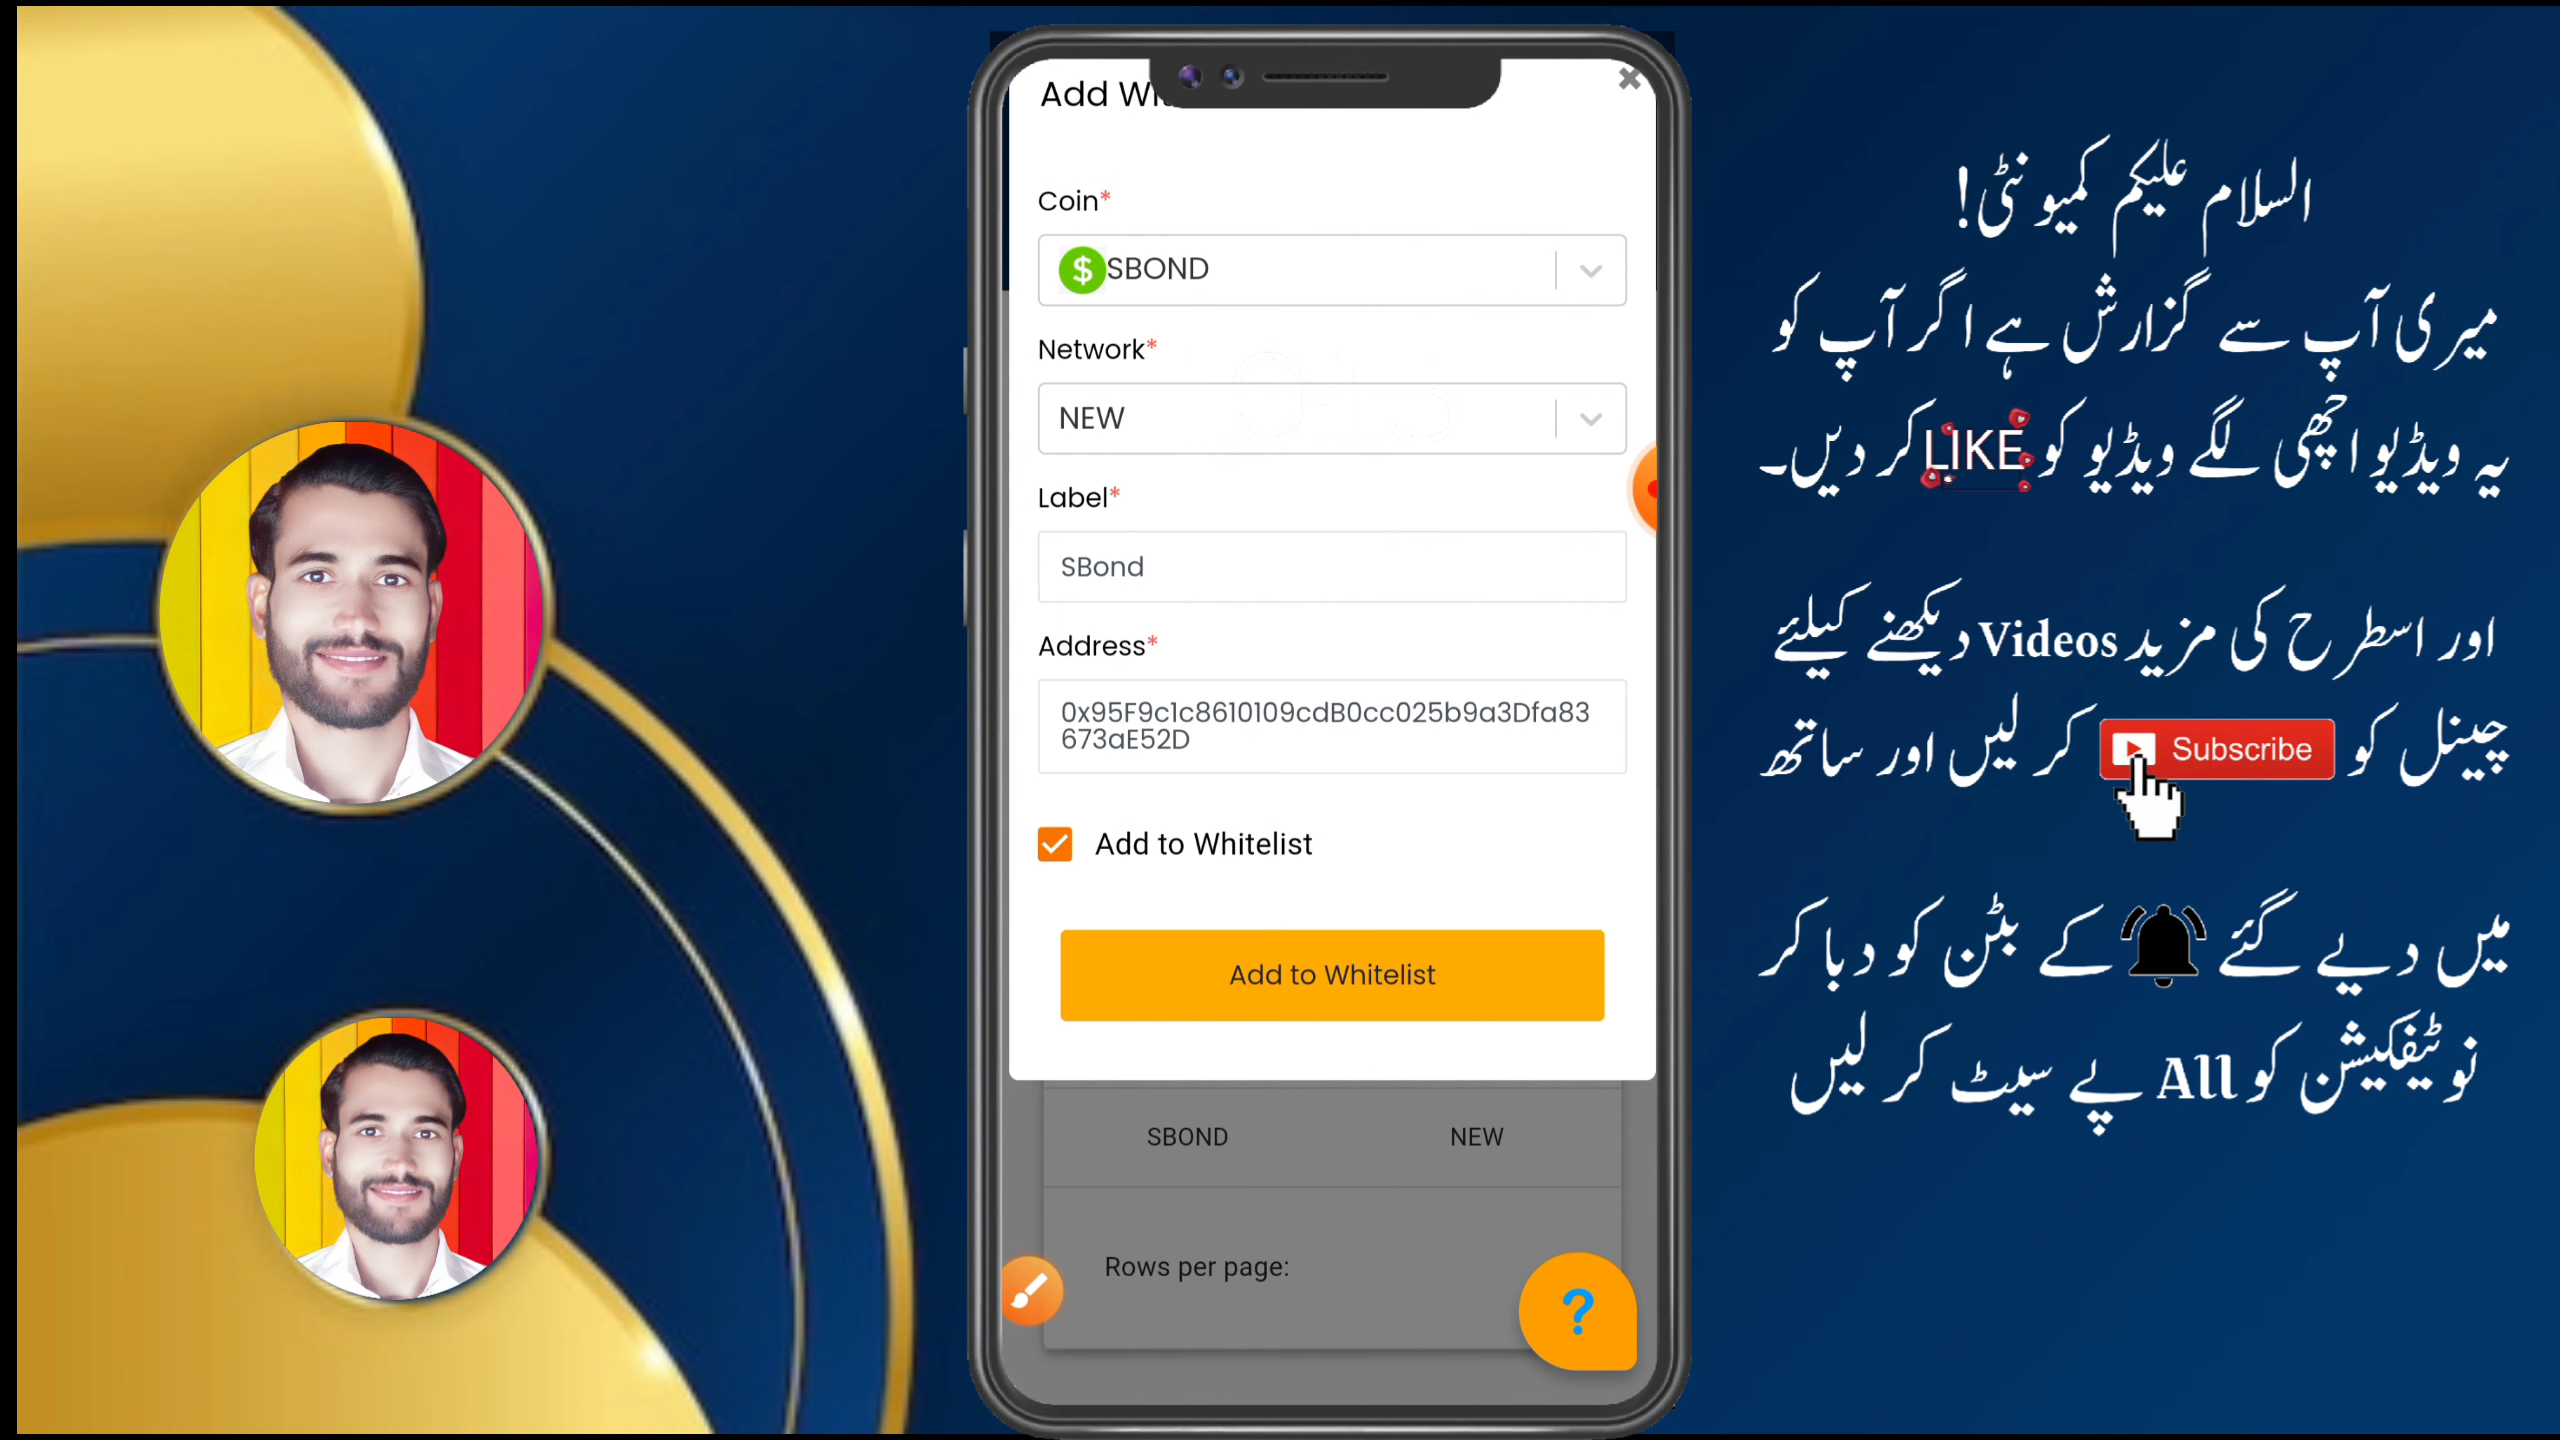 Add Wi
Coin*
SBOND
Network*
NEW
Label*
SBond
Address*
0x95F9c1c8610109cdB0cc025b9a3Dfa83
673aE52D
Add to Whitelist
Add to Whitelist
SBOND NEW
Rows per page:
?
السلام علیکم کمیونٹی!
میری آپ سے گزارش ہے اگر آپ کو
یہ ویڈیو اچھی لگے ویڈیو کو LIKE کر دیں۔
اور اسطرح کی مزید Videos دیکھنے کیلئے
چینل کو Subscribe کر لیں اور ساتھ
میں دیے گئے کے بٹن کو دبا کر
نوٹیفکیشن کو All پے سیٹ کر لیں